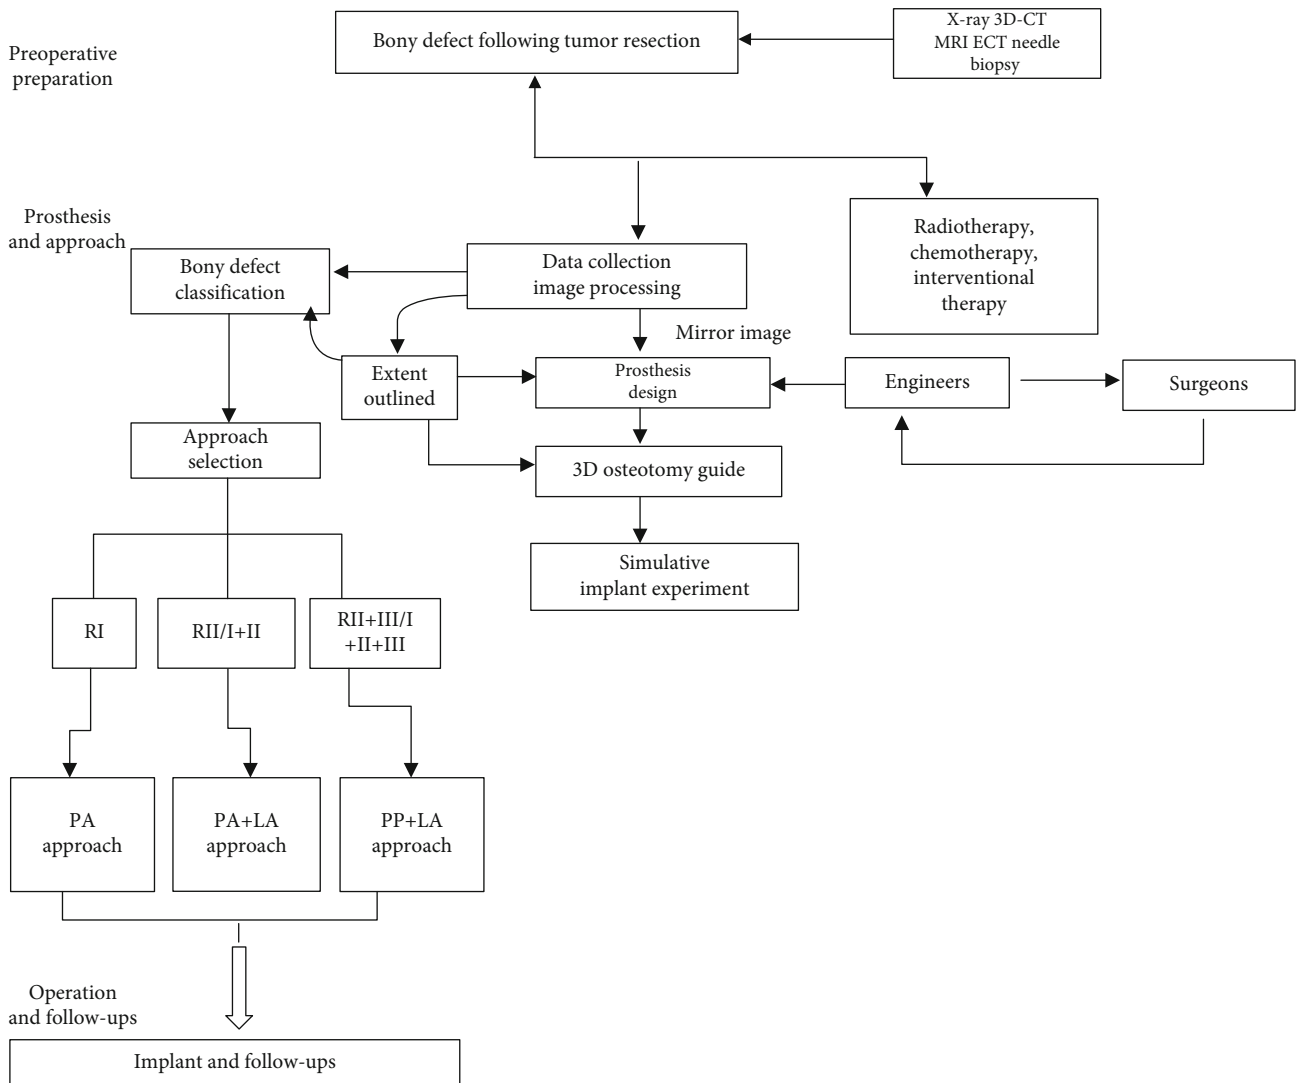 X-ray 3D-CT
MRI ECT needle
biopsy
Bony defect following tumor resection
Preoperative
preparation
Prosthesis
and approach
Radiotherapy,
chemotherapy,
interventional
therapy
Bony defect
classification
Data collection
image processing
Mirror image
Extent
outlined
Prosthesis
design
Engineers
Surgeons
Approach
selection
3D osteotomy guide
Simulative
implant experiment
RI
RII/I+II
RII+III/I
+II+III
PA
approach
PA+LA
approach
PP+LA
approach
Operation
and follow-ups
Implant and follow-ups